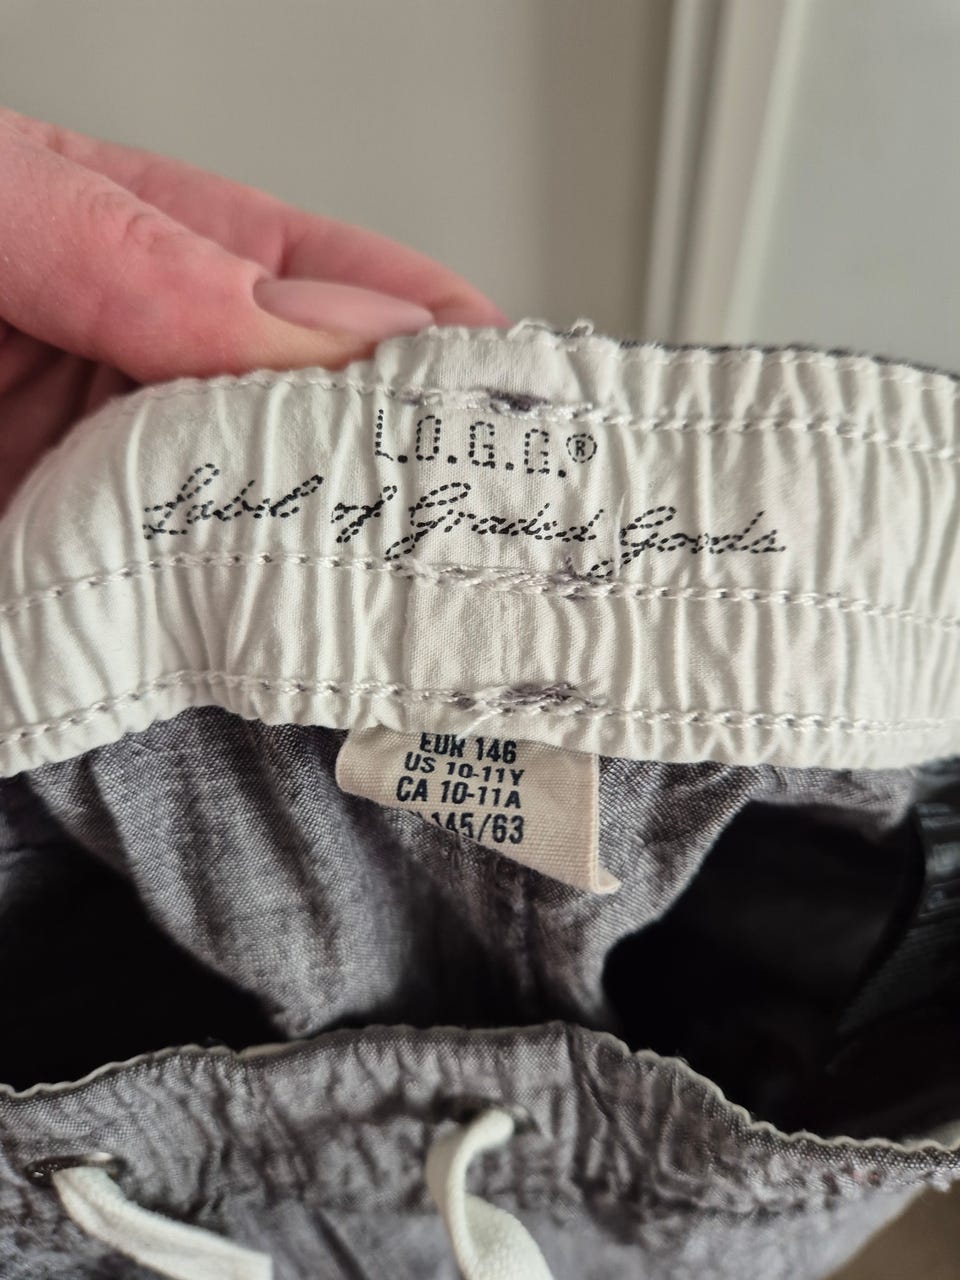 L.O.G.G.®
Label of Graded Goods
EUR 146
US 10-11Y
CA 10-11A
145/63